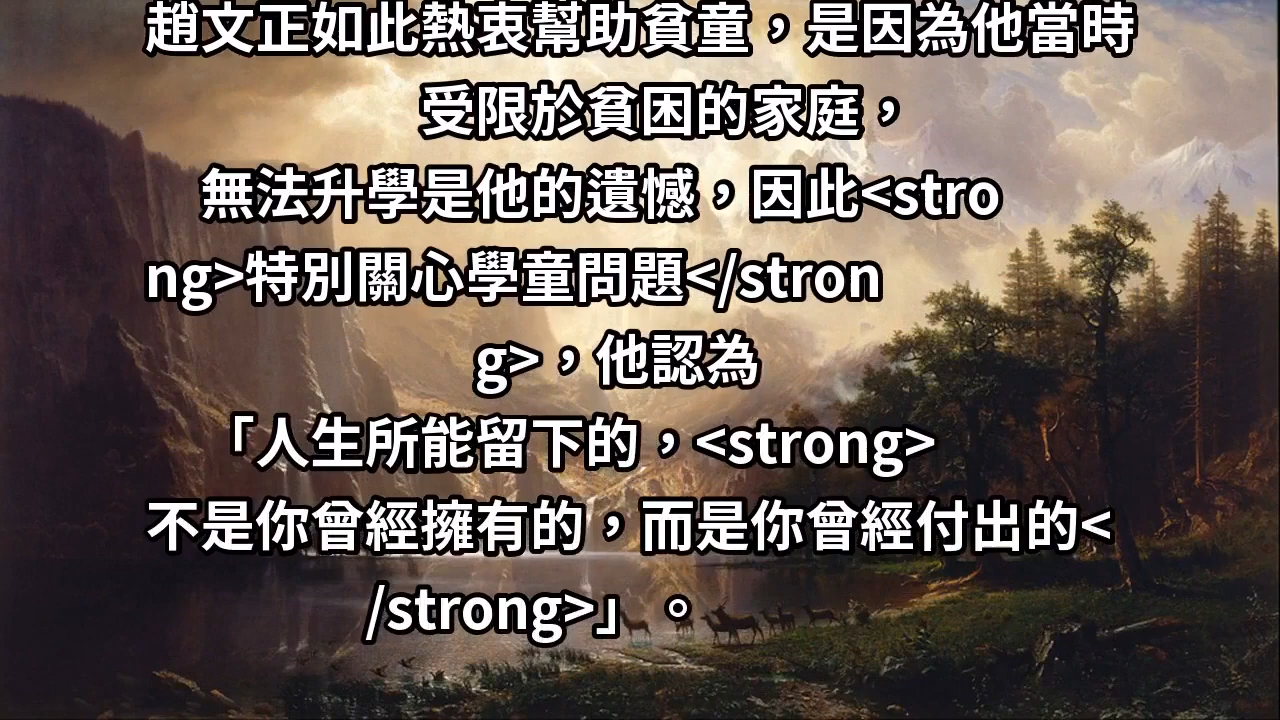 趙文正如此熱衷幫助貧童，是因為他當時
受限於貧困的家庭，
無法升學是他的遺憾，因此<stro
ng>特別關心學童問題</stron
g>，他認為
「人生所能留下的，<strong>
不是你曾經擁有的，而是你曾經付出的<
/strong>」。